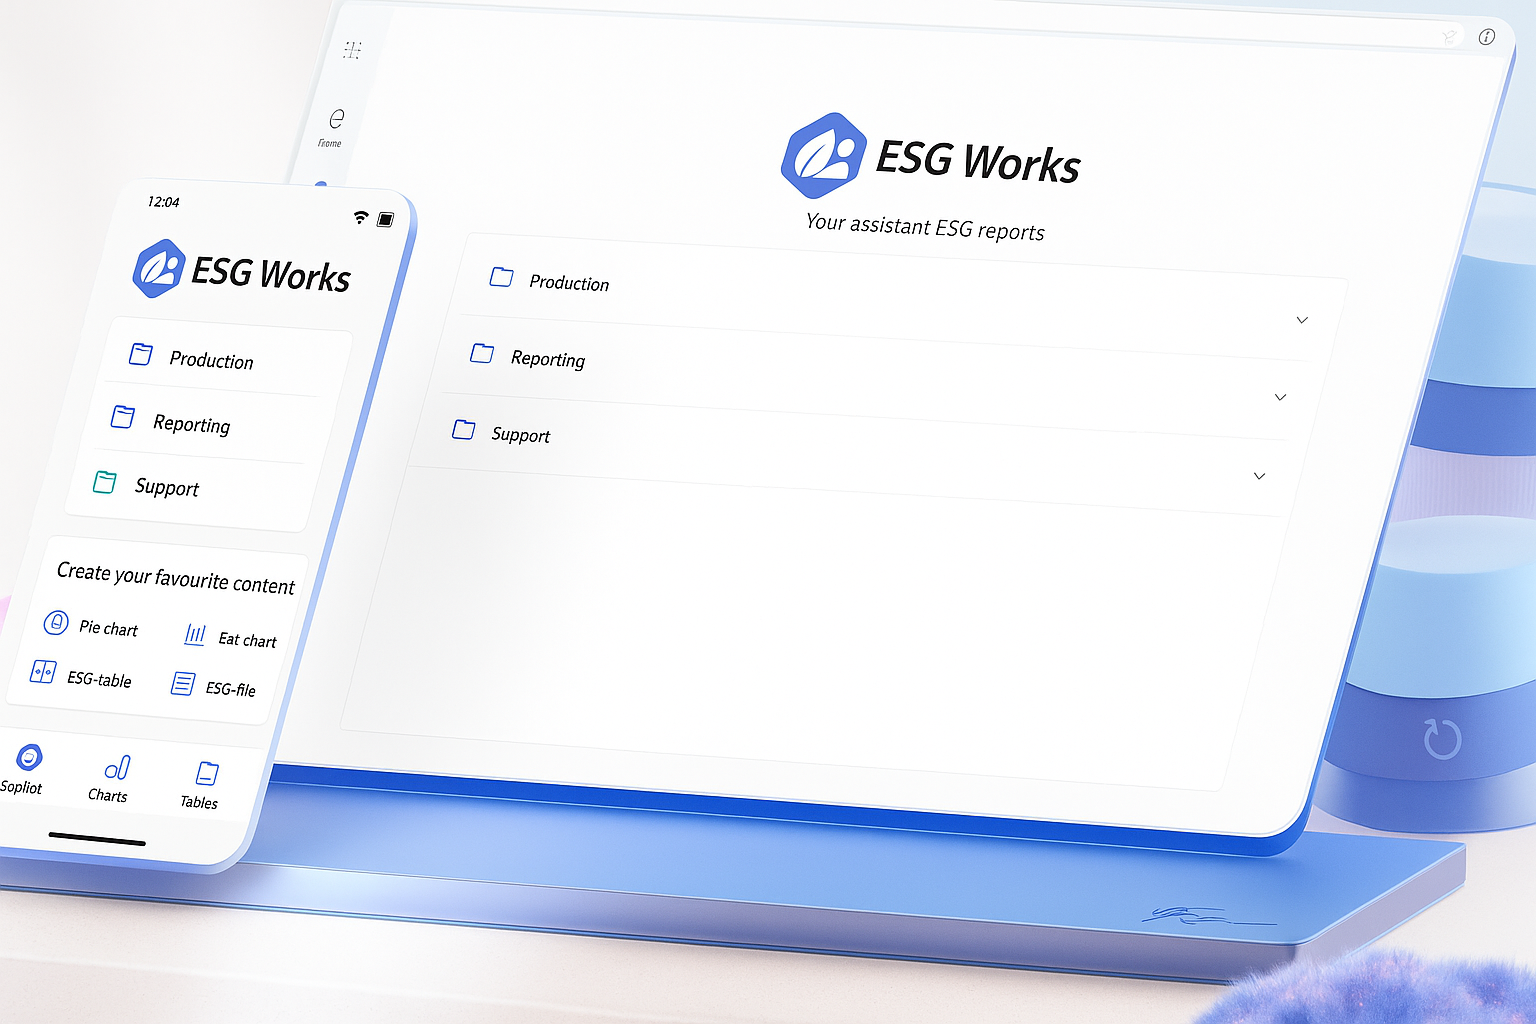 12:04
ESG Works
Production
Reporting
Support
Create your favourite content
Pie chart
Eat chart
ESG-table
ESG-file
Sopliot
Charts
Tables
ESG Works
Your assistant ESG reports
Production
Reporting
Support